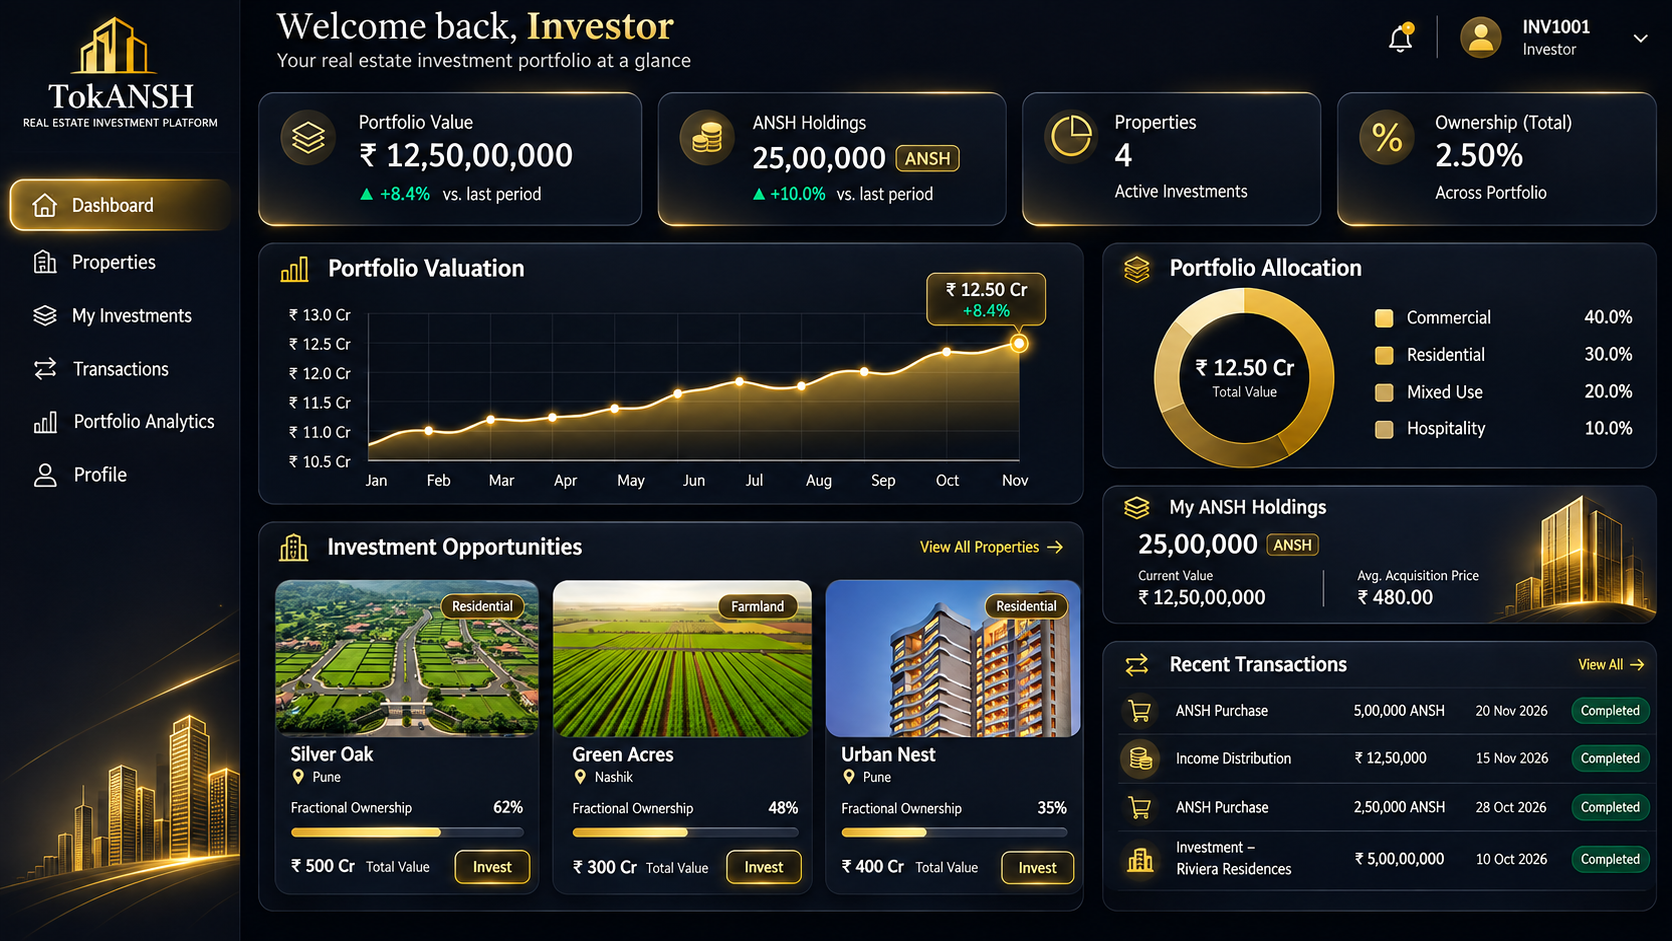 TokANSH
REAL ESTATE INVESTMENT PLATFORM
Dashboard
Properties
My Investments
Transactions
Portfolio Analytics
Profile
Welcome back, Investor
Your real estate investment portfolio at a glance
INV1001
Investor
Portfolio Value
₹ 12,50,00,000
▲ +8.4% vs. last period
ANSH Holdings
25,00,000 ANSH
▲ +10.0% vs. last period
Properties
4
Active Investments
%
Ownership (Total)
2.50%
Across Portfolio
Portfolio Valuation
₹ 12.50 Cr
+8.4%
₹ 13.0 Cr
₹ 12.5 Cr
₹ 12.0 Cr
₹ 11.5 Cr
₹ 11.0 Cr
₹ 10.5 Cr
Jan Feb Mar Apr May Jun Jul Aug Sep Oct Nov
Portfolio Allocation
₹ 12.50 Cr
Total Value
Commercial 40.0%
Residential 30.0%
Mixed Use 20.0%
Hospitality 10.0%
Investment Opportunities
View All Properties →
Residential
Silver Oak
Pune
Fractional Ownership 62%
₹ 500 Cr Total Value Invest
Farmland
Green Acres
Nashik
Fractional Ownership 48%
₹ 300 Cr Total Value Invest
Residential
Urban Nest
Pune
Fractional Ownership 35%
₹ 400 Cr Total Value Invest
My ANSH Holdings
25,00,000 ANSH
Current Value
₹ 12,50,00,000
Avg. Acquisition Price
₹ 480.00
Recent Transactions
View All →
ANSH Purchase 5,00,000 ANSH 20 Nov 2026 Completed
Income Distribution ₹ 12,50,000 15 Nov 2026 Completed
ANSH Purchase 2,50,000 ANSH 28 Oct 2026 Completed
Investment –
Riviera Residences ₹ 5,00,00,000 10 Oct 2026 Completed